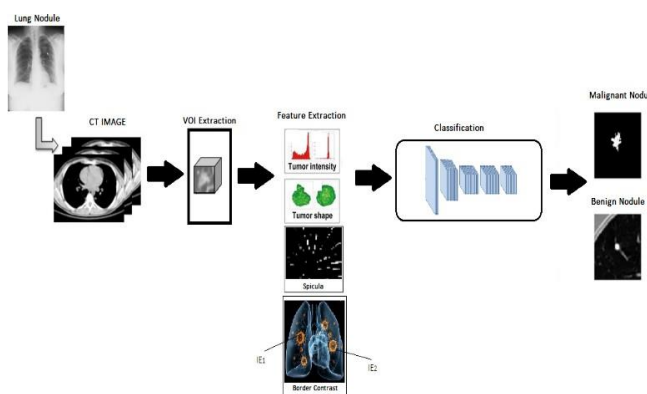 Lung Nodule
CT IMAGE
VOI Extraction
Feature Extraction
Tumor intensity
Tumor shape
Spicula
IE1
IE2
Border Contrast
Classification
Malignant Nodu
Benign Nodule